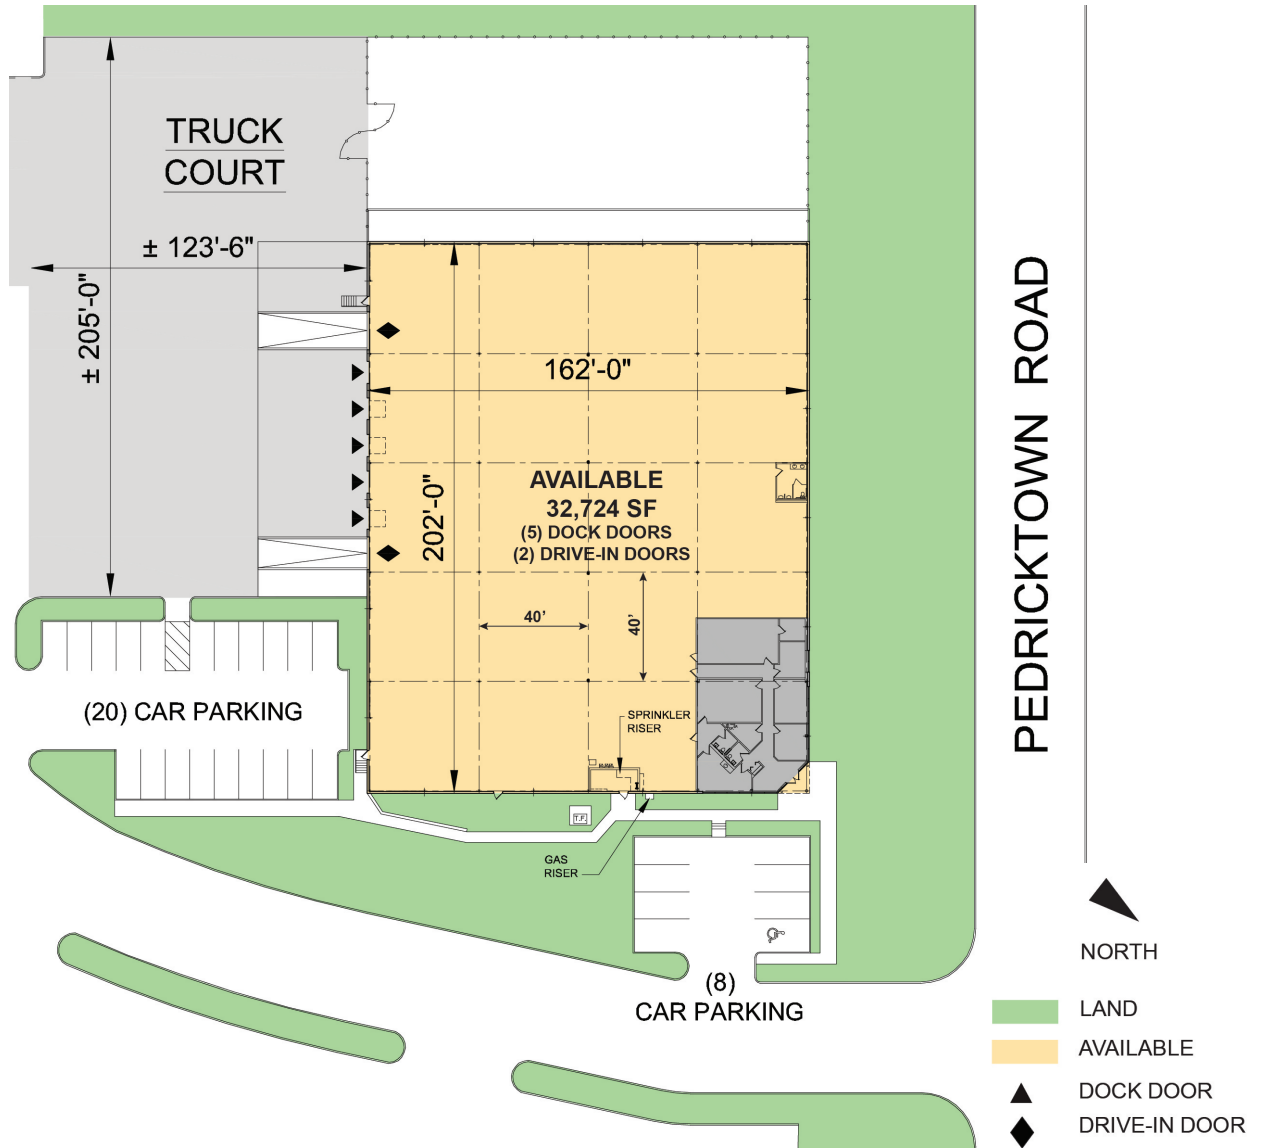 TRUCK
COURT
± 123'-6"
± 205'-0"
162'-0"
202'-0"
AVAILABLE
32,724 SF
(5) DOCK DOORS
(2) DRIVE-IN DOORS
40'
40'
SPRINKLER
RISER
(20) CAR PARKING
T.F.
GAS
RISER
(8)
CAR PARKING
PEDRICKTOWN ROAD
NORTH
LAND
AVAILABLE
DOCK DOOR
DRIVE-IN DOOR